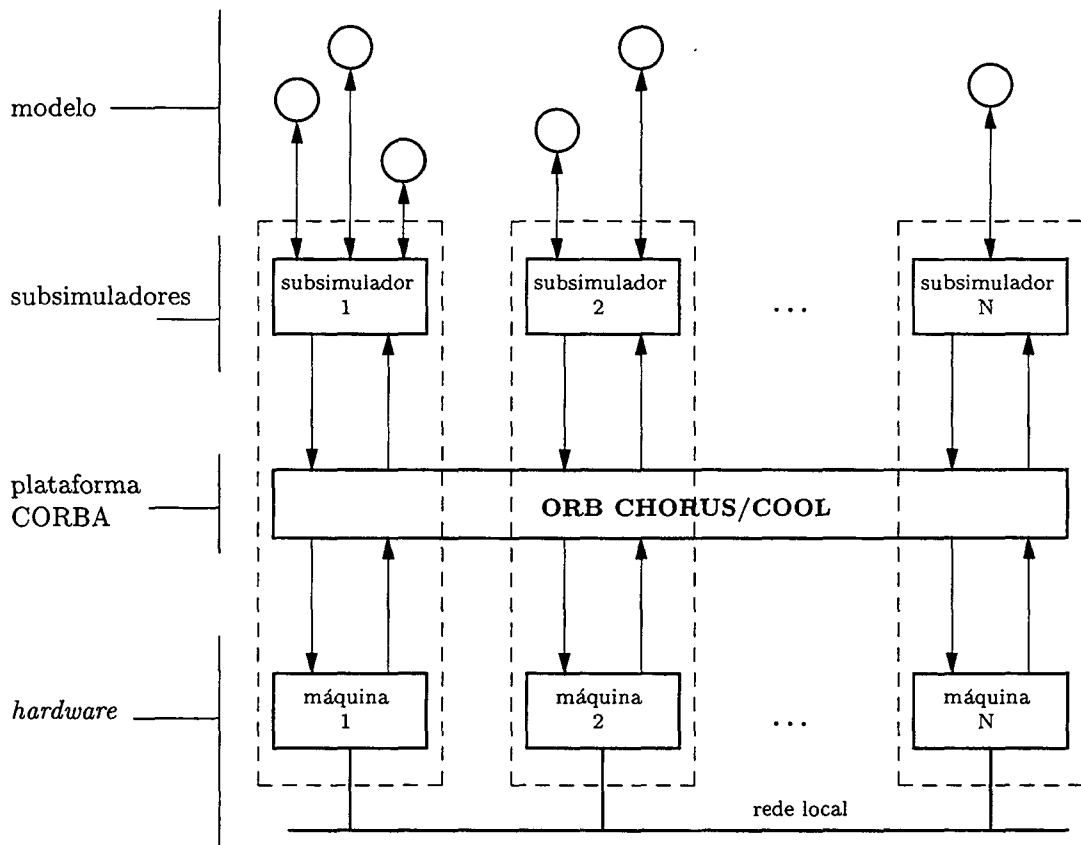 modelo
subsimuladores
subsimulador
1
subsimulador
2
...
subsimulador
N
plataforma
CORBA
ORB CHORUS/COOL
hardware
máquina
1
máquina
2
...
máquina
N
rede local